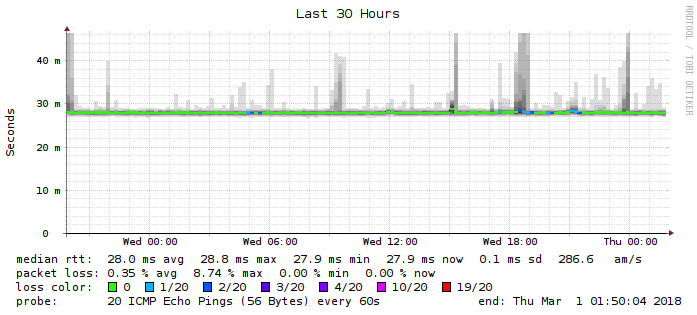 Last 30 Hours
RRDTOOL / TOBI OETIKER
Seconds
40 m
30 m
20 m
10 m
0
Wed 00:00 Wed 06:00 Wed 12:00 Wed 18:00 Thu 00:00
median rtt: 28.0 ms avg 28.8 ms max 27.9 ms min 27.9 ms now 0.1 ms sd 286.6 am/s
packet loss: 0.35 % avg 8.74 % max 0.00 % min 0.00 % now
loss color: 0 1/20 2/20 3/20 4/20 10/20 19/20
probe: 20 ICMP Echo Pings (56 Bytes) every 60s end: Thu Mar 1 01:50:04 2018